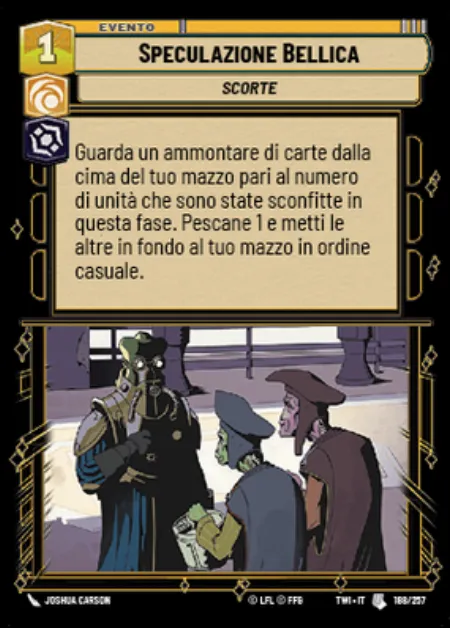 EVENTO
1
SPECULAZIONE BELLICA
SCORTE
Guarda un ammontare di carte dalla
cima del tuo mazzo pari al numero
di unità che sono state sconfitte in
questa fase. Pescane 1 e metti le
altre in fondo al tuo mazzo in ordine
casuale.
JOSHUA CARSON
© LFL © FFG
TWI • IT
188/257